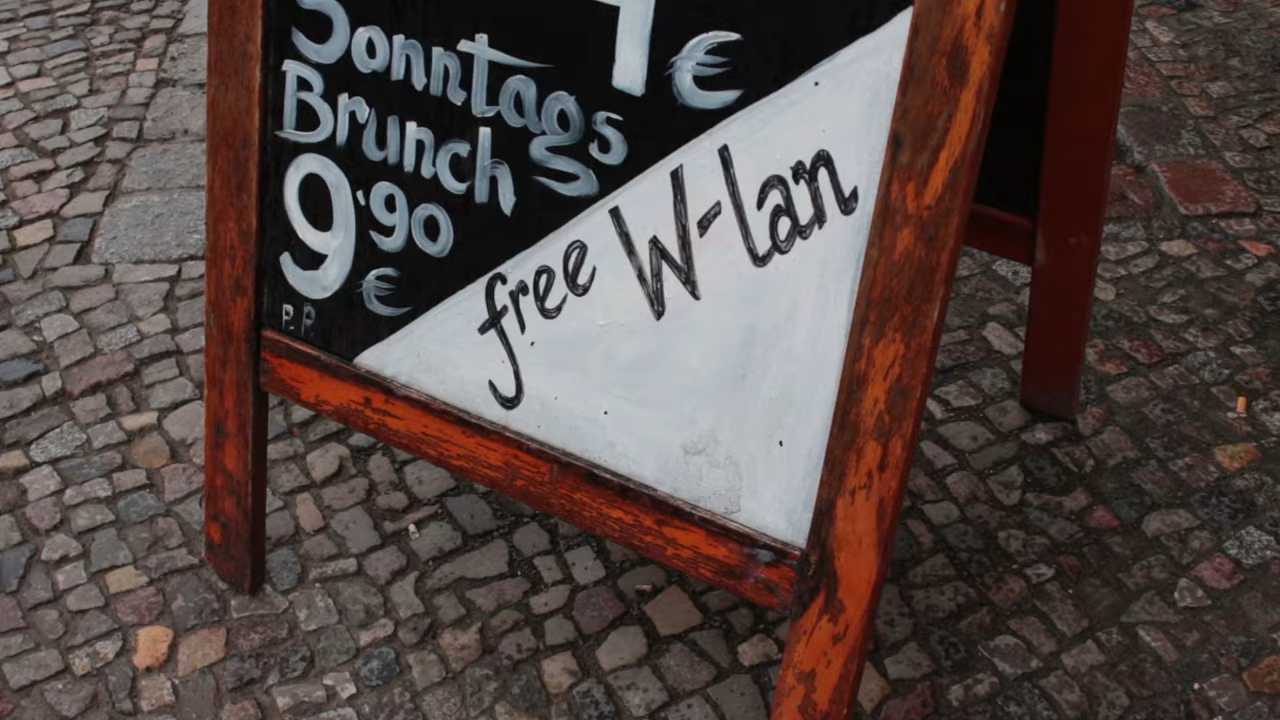 €
Sonntags
Brunch
9.90
€
P.P
free W-lan